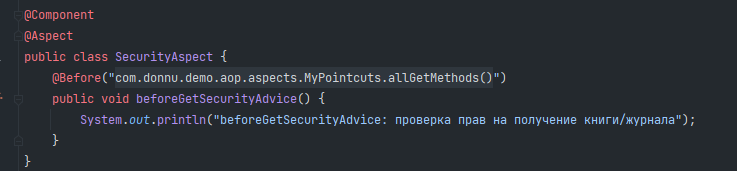 @Component
@Aspect
public class SecurityAspect {
    @Before("com.donnu.demo.aop.aspects.MyPointcuts.allGetMethods()")
    public void beforeGetSecurityAdvice() {
        System.out.println("beforeGetSecurityAdvice: проверка прав на получение книги/журнала");
    }
}